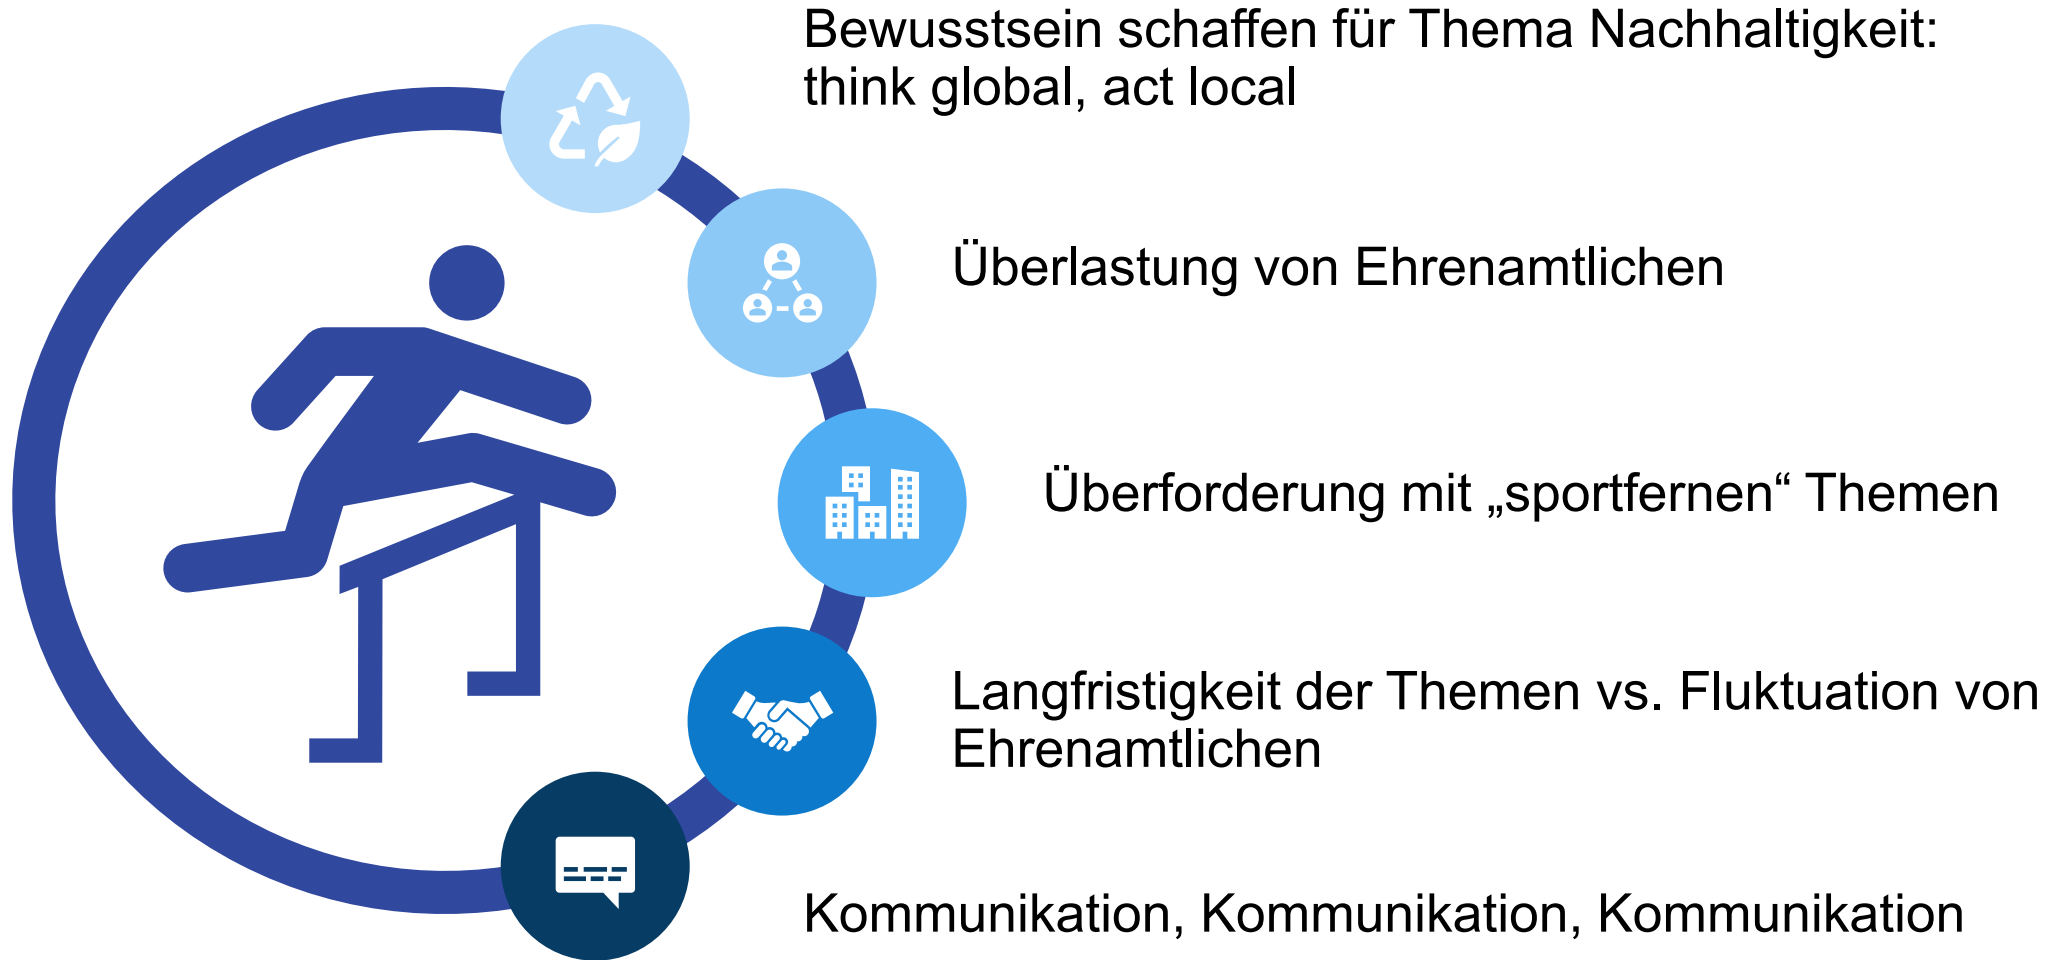 Bewusstsein schaffen für Thema Nachhaltigkeit:
think global, act local
Überlastung von Ehrenamtlichen
Überforderung mit „sportfernen“ Themen
Langfristigkeit der Themen vs. Fluktuation von
Ehrenamtlichen
Kommunikation, Kommunikation, Kommunikation